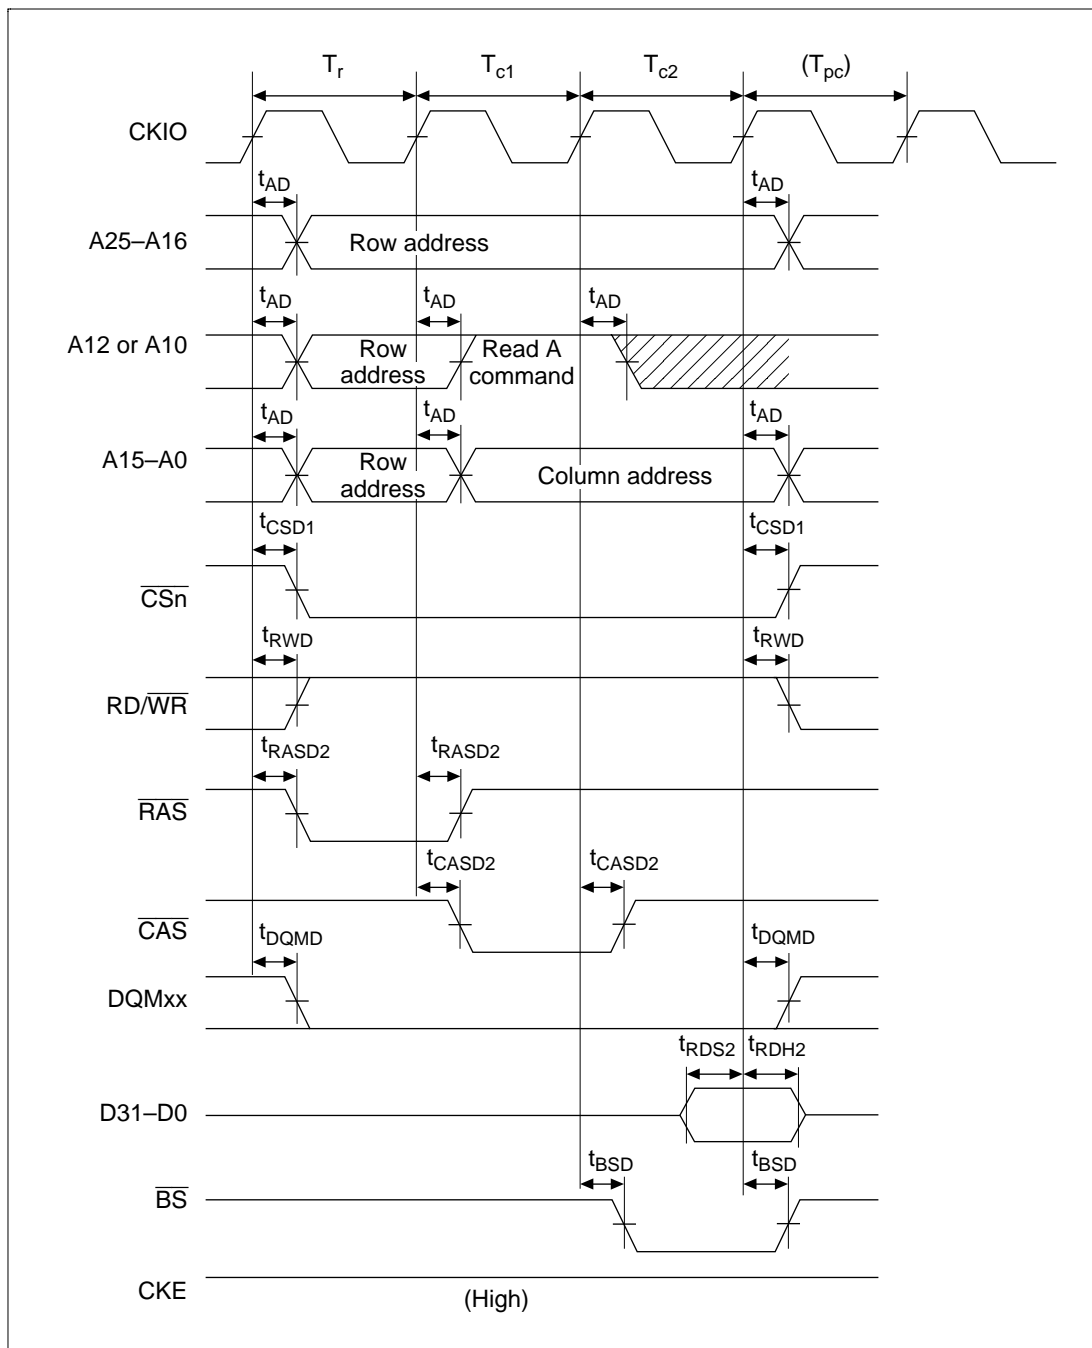 Tr Tc1 Tc2 (Tpc)
CKIO
tAD tAD
A25–A16 Row address
tAD tAD tAD
A12 or A10 Row address Read A command
tAD tAD tAD
A15–A0 Row address Column address
tCSD1 tCSD1
CSn
tRWD tRWD
RD/WR
tRASD2 tRASD2
RAS
tCASD2 tCASD2
CAS
tDQMD tDQMD
DQMxx
tRDS2 tRDH2
D31–D0
tBSD tBSD
BS
CKE (High)